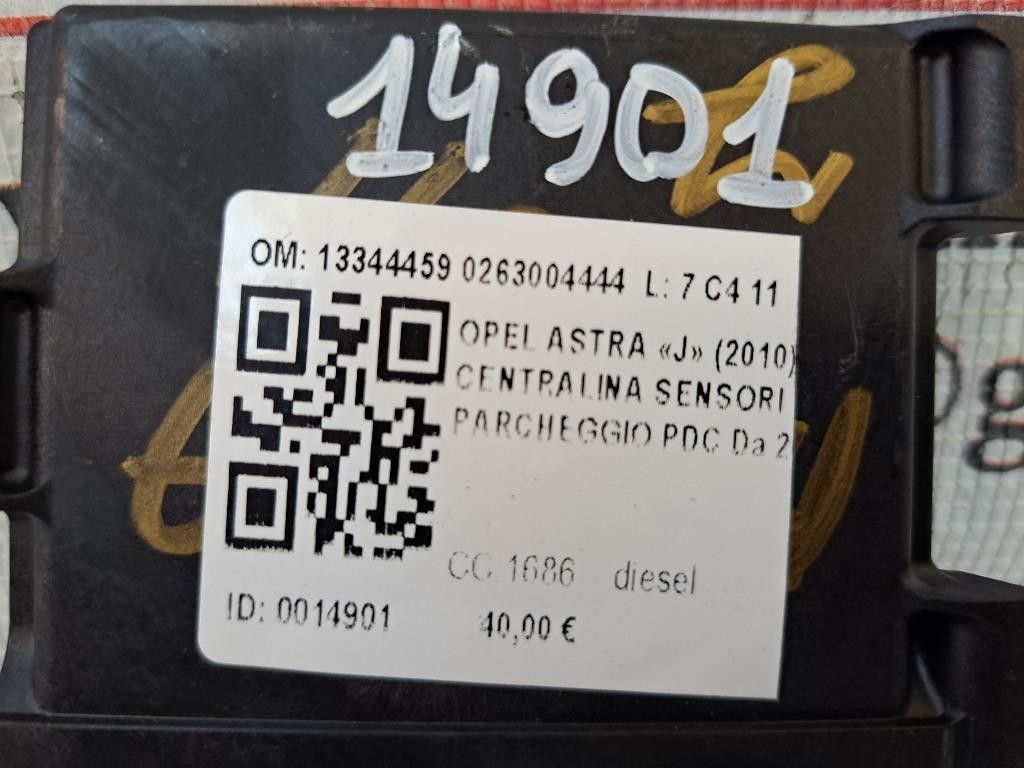 14901
OM: 13344459 0263004444 L: 7 C4 11
OPEL ASTRA «J» (2010)
CENTRALINA SENSORI
PARCHEGGIO PDC Da 2
CC 1686 diesel
ID: 0014901 40,00 €